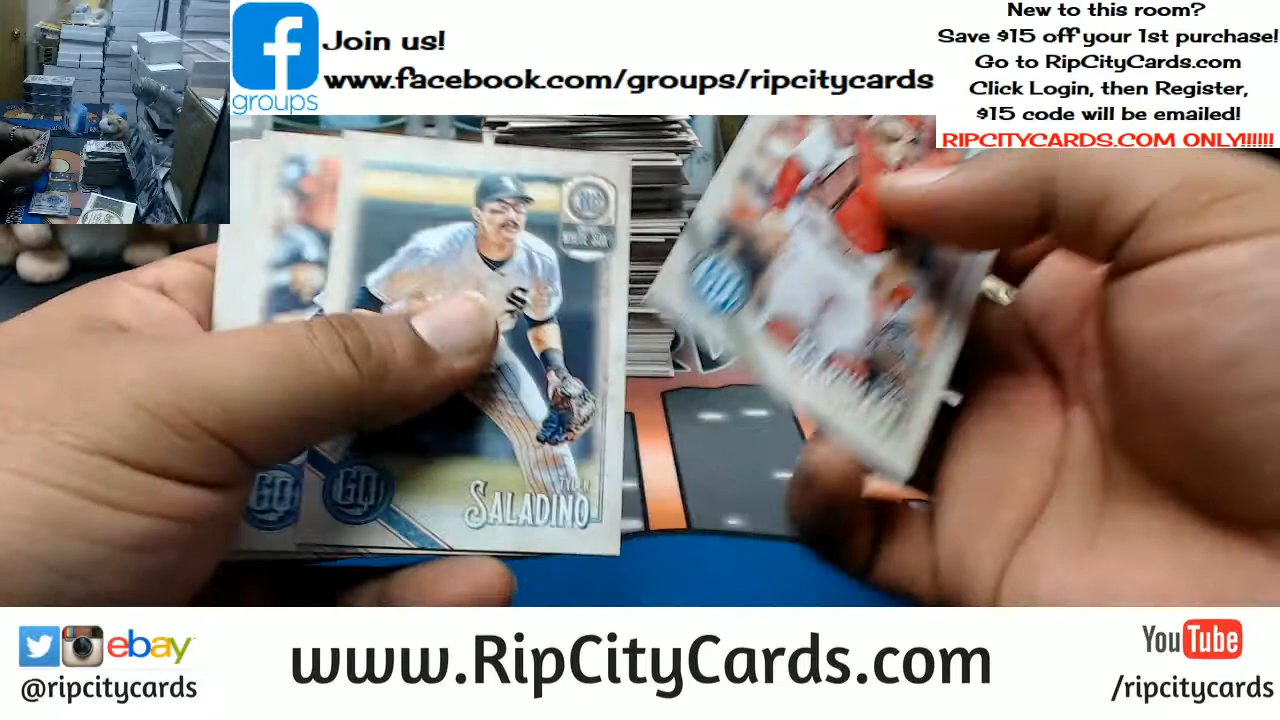 Join us!
www.facebook.com/groups/ripcitycards
groups
New to this room?
Save $15 off your 1st purchase!
Go to RipCityCards.com
Click Login, then Register,
$15 code will be emailed!
RIPCITYCARDS.COM ONLY!!!!!!
WHITE SOX
GQ
GQ
TYLER
SALADINO
ebay
@ripcitycards
www.RipCityCards.com
YouTube
/ripcitycards